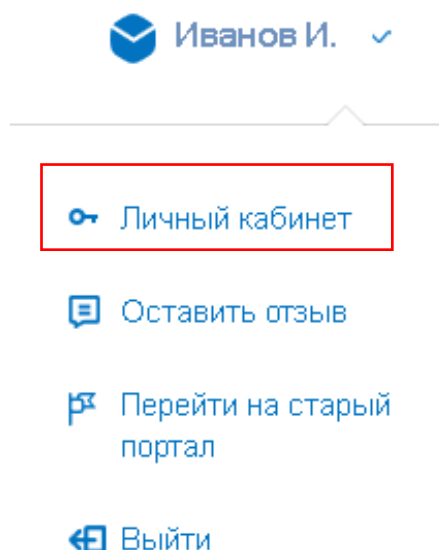 Иванов И.
Личный кабинет
Оставить отзыв
Перейти на старый
портал
Выйти